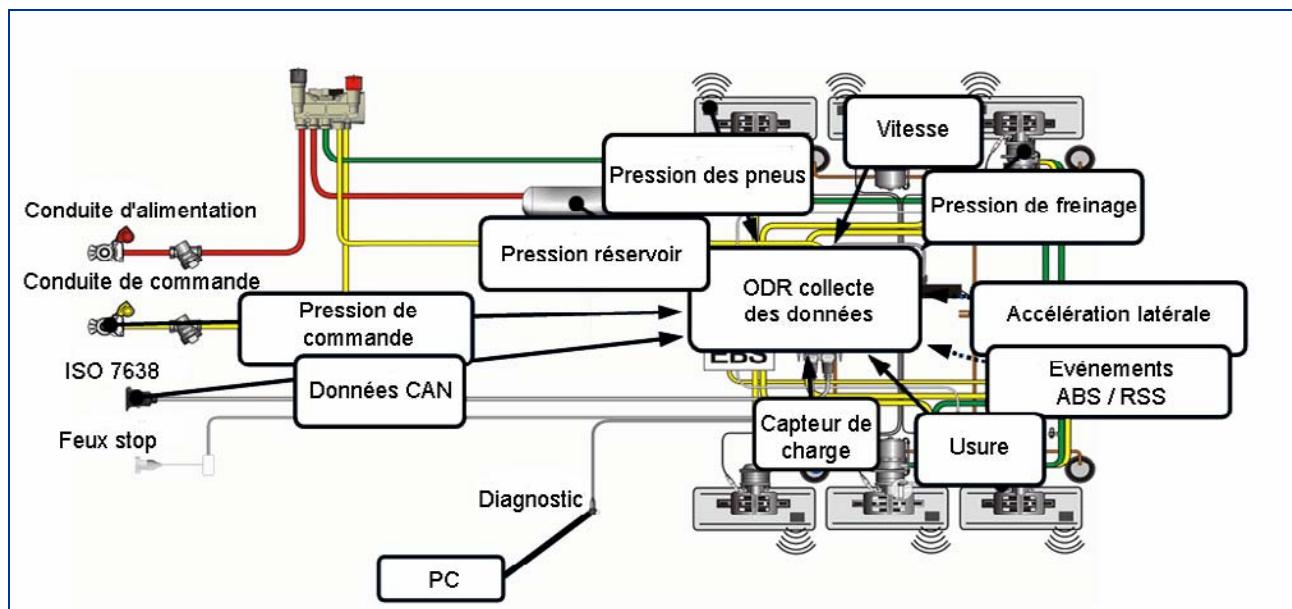 Vitesse
Pression des pneus
Pression de freinage
Conduite d'alimentation
Pression réservoir
Conduite de commande
ODR collecte
des données
Pression de
commande
Accélération latérale
ISO 7638
EBS
Données CAN
Evénements
ABS / RSS
Feux stop
Capteur de
charge
Usure
Diagnostic
PC